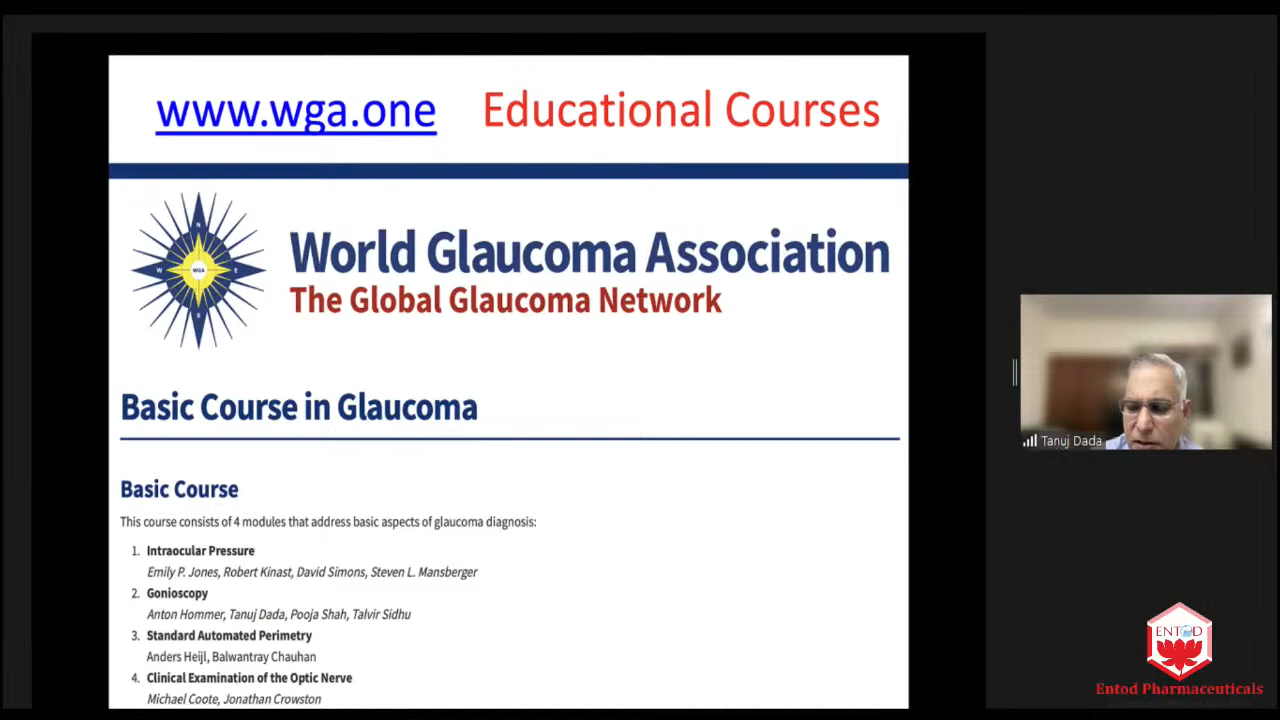 www.wga.one Educational Courses
N
W WGA E
S
World Glaucoma Association
The Global Glaucoma Network
Basic Course in Glaucoma
Basic Course
This course consists of 4 modules that address basic aspects of glaucoma diagnosis:
1. Intraocular Pressure
Emily P. Jones, Robert Kinast, David Simons, Steven L. Mansberger
2. Gonioscopy
Anton Hommer, Tanuj Dada, Pooja Shah, Talvir Sidhu
3. Standard Automated Perimetry
Anders Heijl, Balwantray Chauhan
4. Clinical Examination of the Optic Nerve
Michael Coote, Jonathan Crowston
Tanuj Dada
ENTOD
Entod Pharmaceuticals